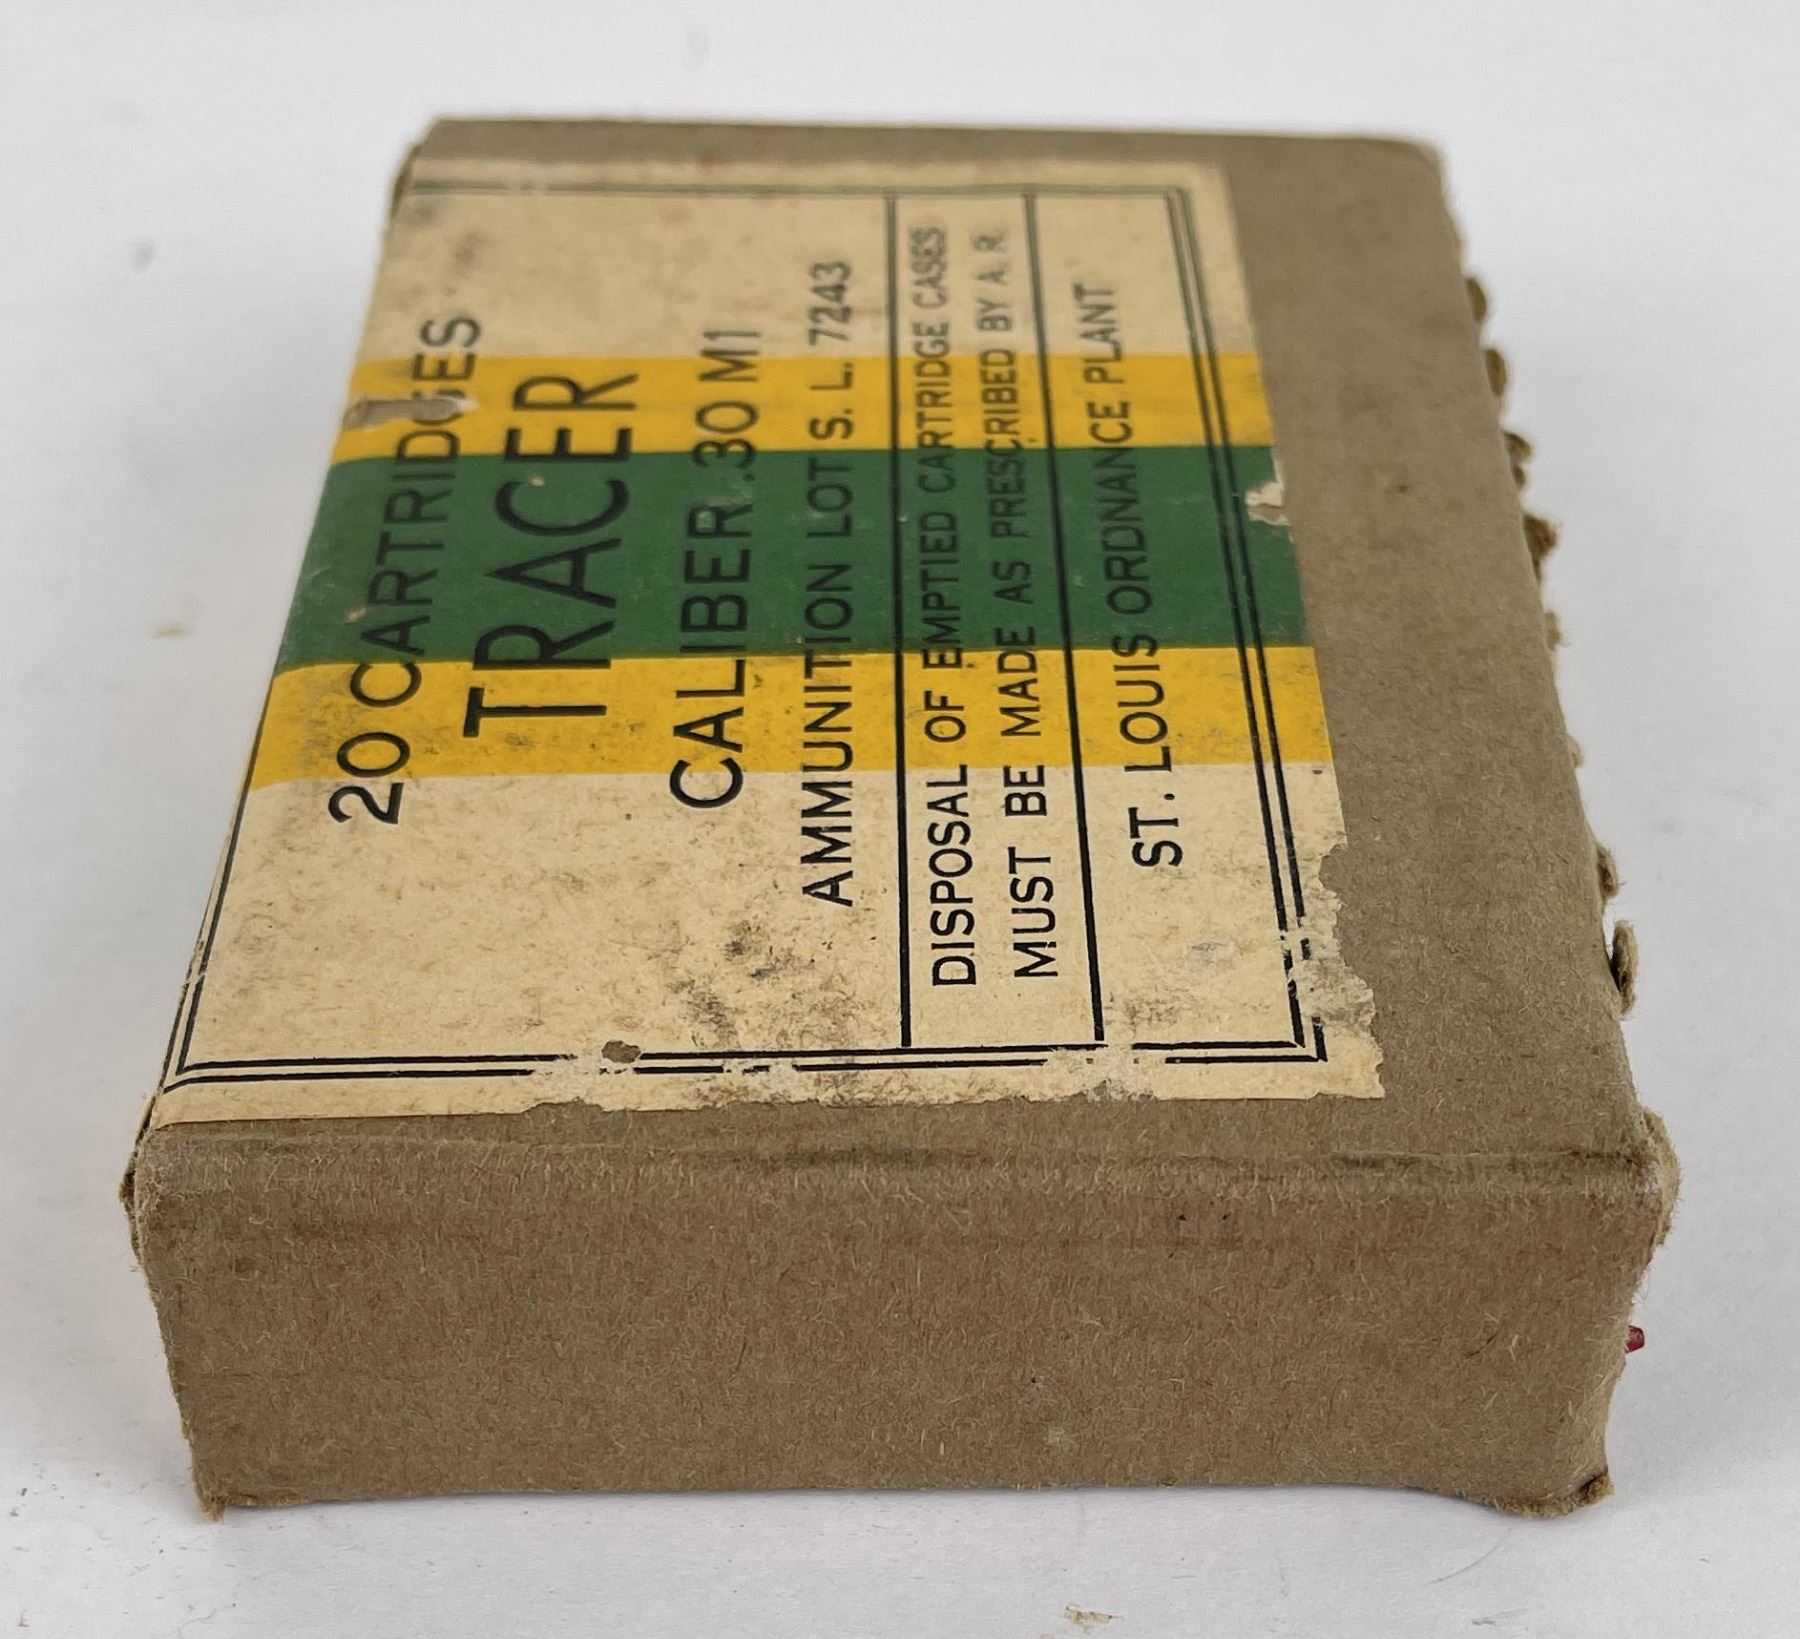 20 CARTRIDGES
TRACER
CALIBER .30 M1
AMMUNITION LOT S. L. 7243
DISPOSAL OF EMPTIED CARTRIDGE CASES
MUST BE MADE AS PRESCRIBED BY A. R.
ST. LOUIS ORDNANCE PLANT